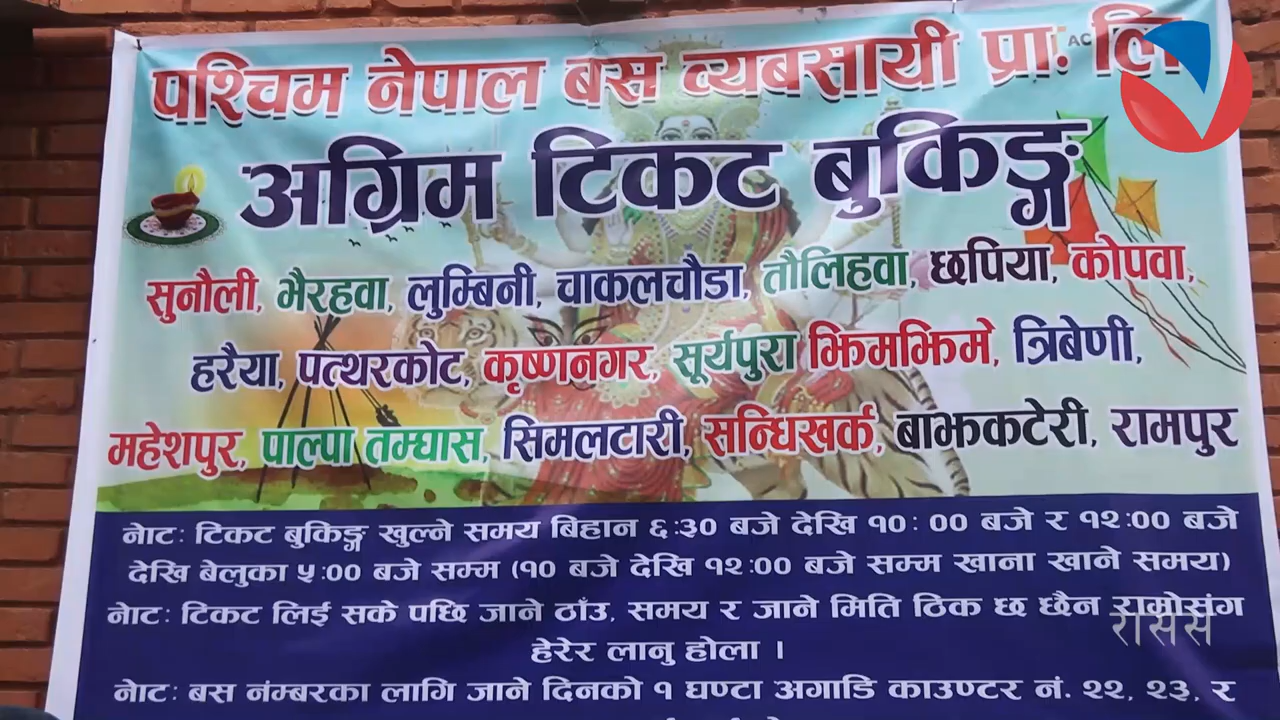 पश्चिम नेपाल बस व्यबसायी प्रा. लि
AC
अग्रिम टिकट बुकिङ्ग
सुनौली, भैरहवा, लुम्बिनी, चाकलचौडा, तौलिहवा, छपिया, कोपवा,
हरैया, पत्थरकोट, कृष्णनगर, सूर्यपुरा झिमझिमे, त्रिबेणी,
महेशपुर, पाल्पा तम्घास, सिमलटारी, सन्धिखर्क, बाझकटेरी, रामपुर
नोट: टिकट बुकिङ्ग खुल्ने समय बिहान ६:३० बजे देखि १०: ०० बजे र १२:०० बजे
देखि बेलुका ५:०० बजे सम्म (१० बजे देखि १२:०० बजे सम्म खाना खाने समय)
नोट: टिकट लिई सके पछि जाने ठाँउ, समय र जाने मिति ठिक छ छैन राम्रोसंग
हेरेर लानु होला ।
रासस
नोट: बस नंम्बरका लागि जाने दिनको १ घण्टा अगाडि काउण्टर नं. २२, २३, र